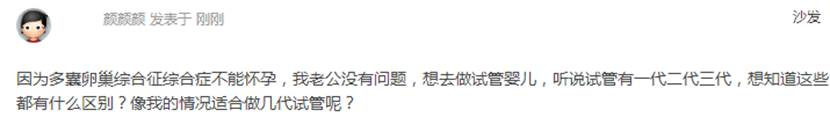 颜颜颜 发表于 刚刚
沙发
因为多囊卵巢综合征综合症不能怀孕，我老公没有问题，想去做试管婴儿，听说试管有一代二代三代，想知道这些
都有什么区别？像我的情况适合做几代试管呢？